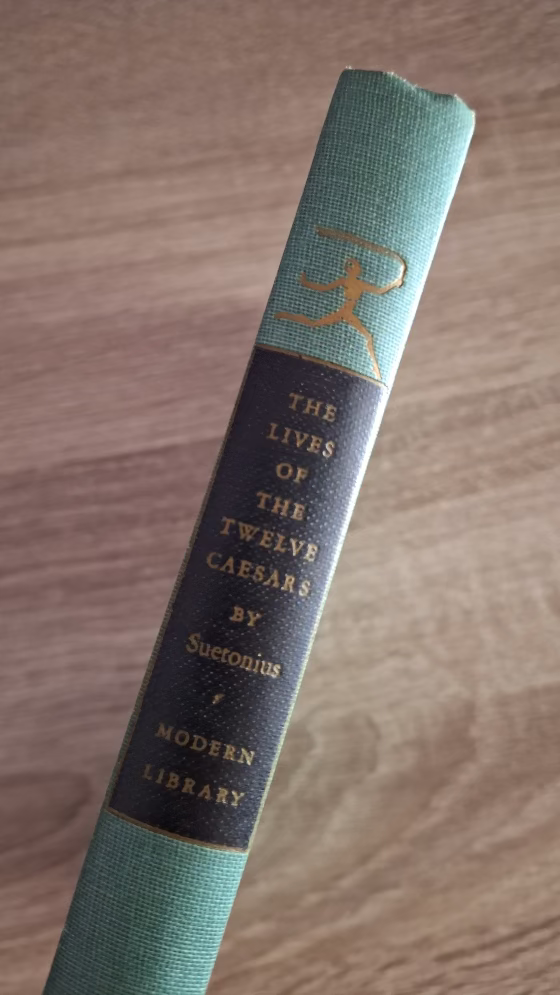 THE
LIVES
OF
THE
TWELVE
CAESARS
BY
Suetonius
MODERN
LIBRARY